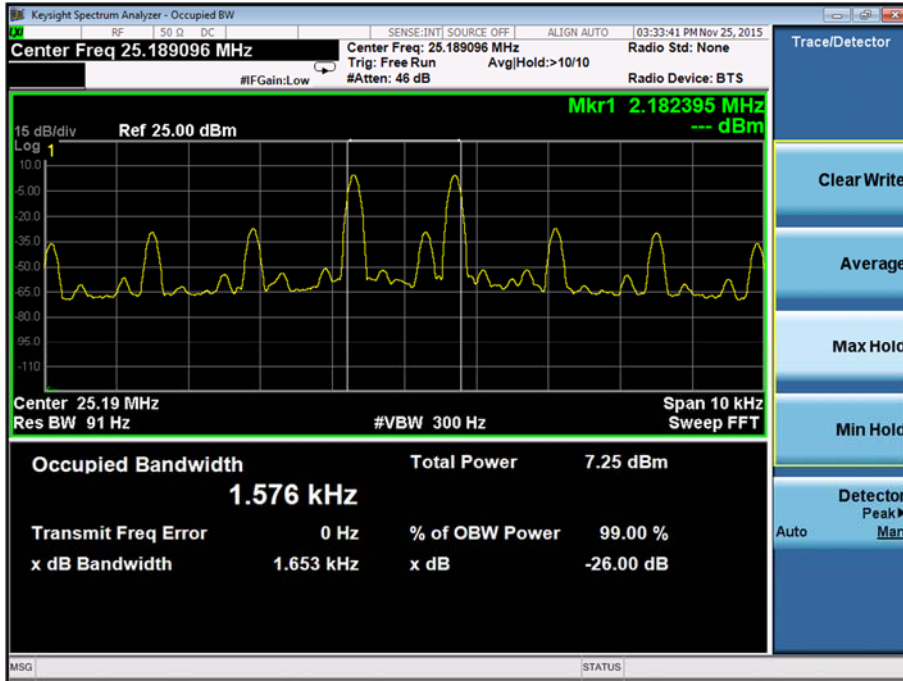 Keysight Spectrum Analyzer - Occupied BW
LXI RF 50 Ω DC SENSE:INT SOURCE OFF ALIGN AUTO 03:33:41 PM Nov 25, 2015
Center Freq 25.189096 MHz
Center Freq: 25.189096 MHz
Radio Std: None
Trig: Free Run Avg|Hold:>10/10
#IFGain:Low #Atten: 46 dB
Radio Device: BTS
Mkr1 2.182395 MHz
--- dBm
15 dB/div Ref 25.00 dBm
Log
1
10.0
-5.00
-20.0
-35.0
-50.0
-65.0
-80.0
-95.0
-110
Center 25.19 MHz Span 10 kHz
Res BW 91 Hz #VBW 300 Hz Sweep FFT
Occupied Bandwidth Total Power 7.25 dBm
1.576 kHz
Transmit Freq Error 0 Hz % of OBW Power 99.00 %
x dB Bandwidth 1.653 kHz x dB -26.00 dB
MSG STATUS
Trace/Detector
Clear Write
Average
Max Hold
Min Hold
Detector
Peak
Auto Man